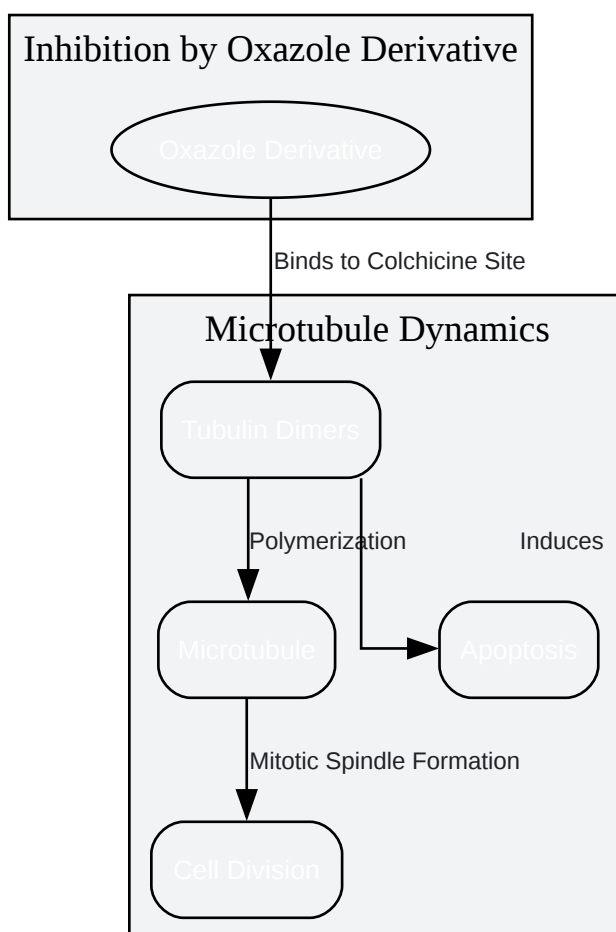 Inhibition by Oxazole Derivative
Oxazole Derivative
Binds to Colchicine Site
Microtubule Dynamics
Tubulin Dimers
Polymerization
Induces
Microtubule
Apoptosis
Mitotic Spindle Formation
Cell Division